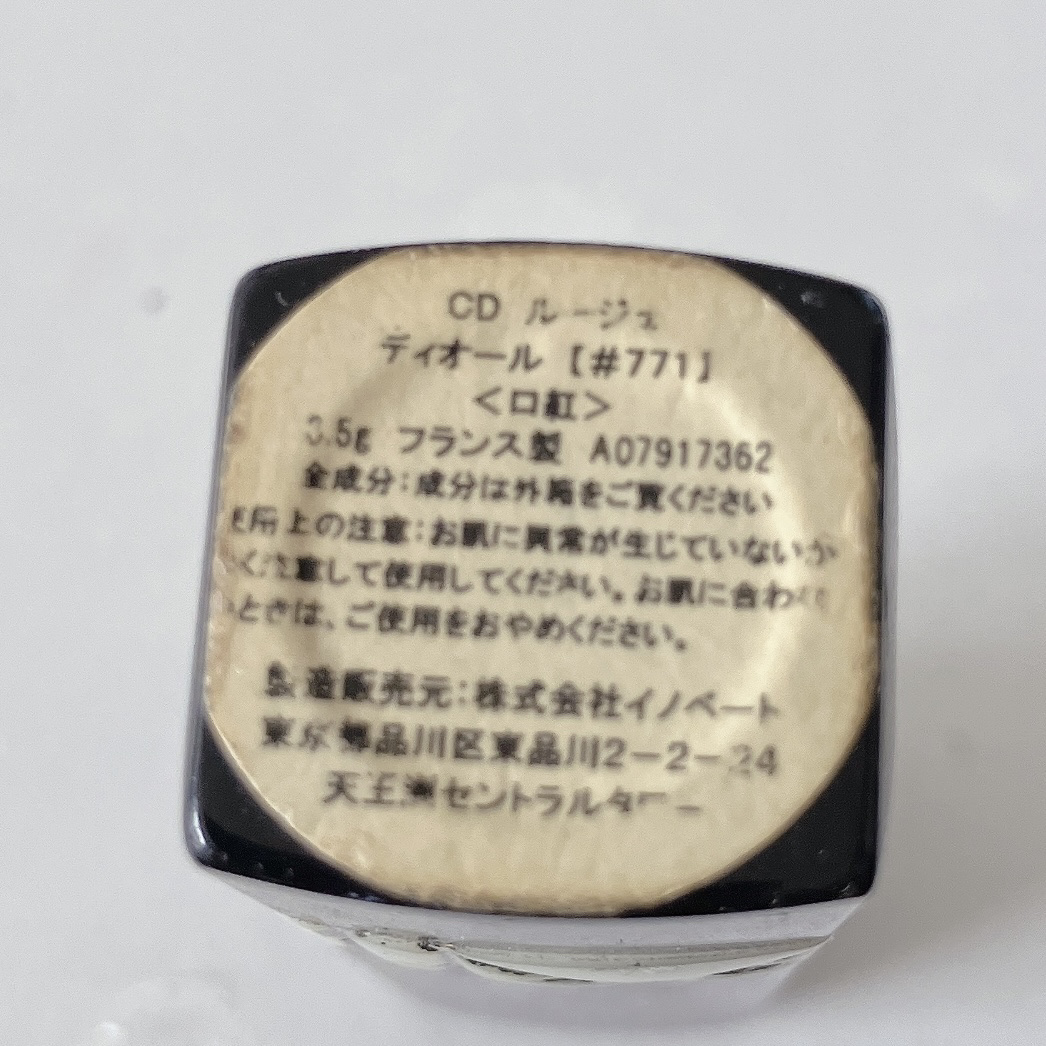 CD ルージュ
ディオール【#771】
＜口紅＞
3.5g フランス製 A07917362
全成分：成分は外箱をご覧ください
使用上の注意：お肌に異常が生じていないか
よく注意して使用してください。お肌に合わな
いときは、ご使用をおやめください。
製造販売元：株式会社イノベート
東京都品川区東品川2-2-24
天王洲セントラルタワー